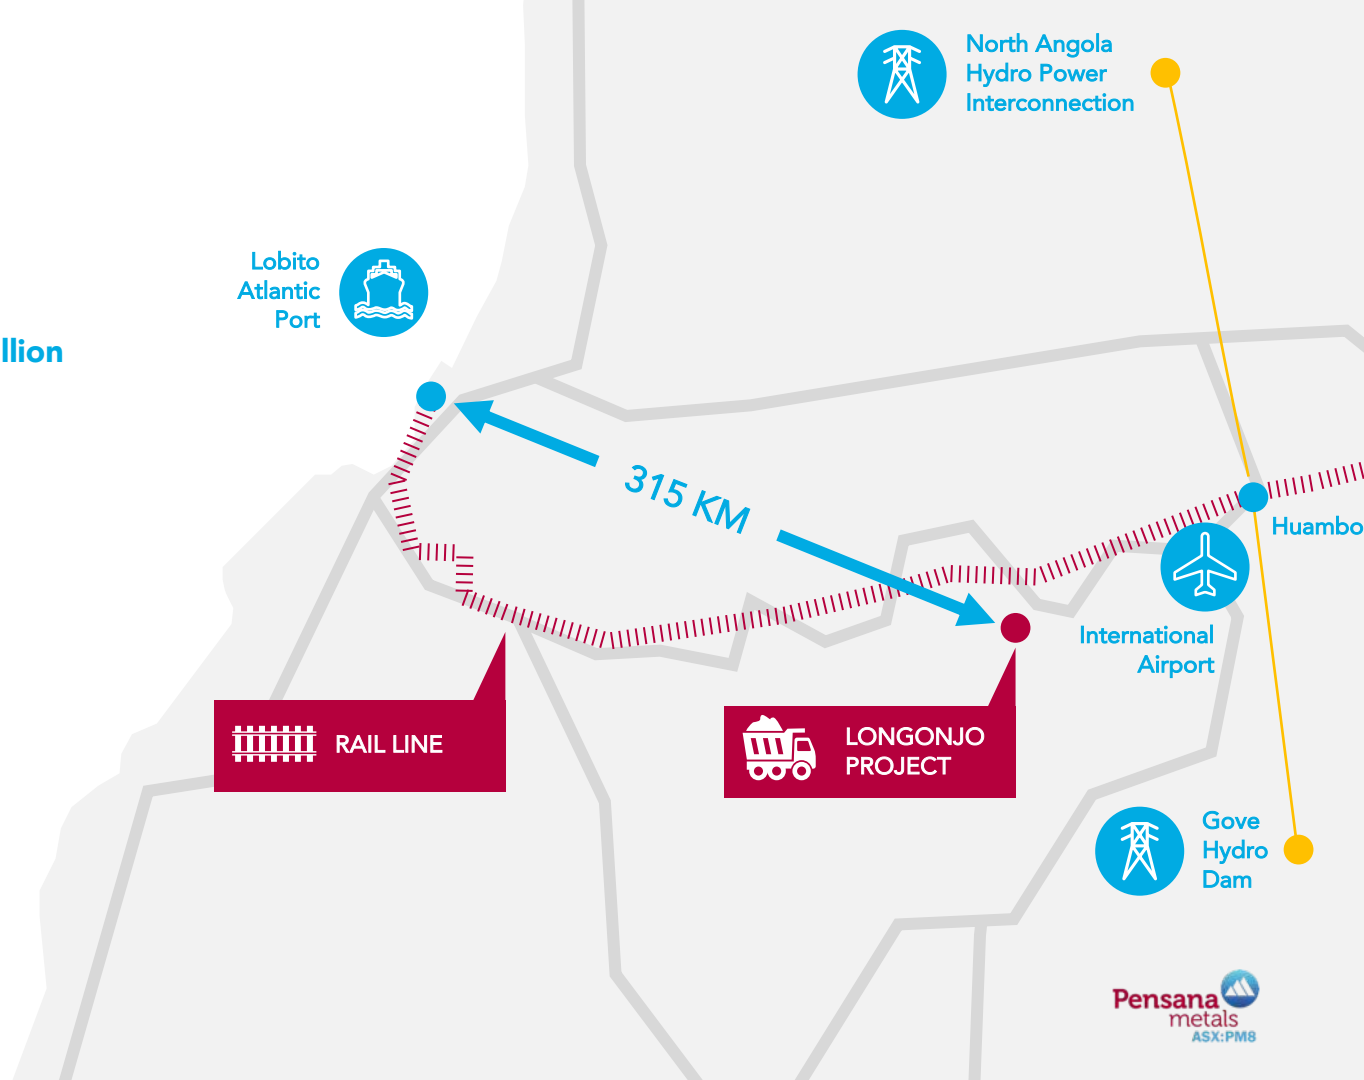 North Angola
Hydro Power
Interconnection
Lobito
Atlantic
Port
llion
315 KM
Huambo
International
Airport
RAIL LINE
LONGONJO
PROJECT
Gove
Hydro
Dam
Pensana
metals
ASX:PM8